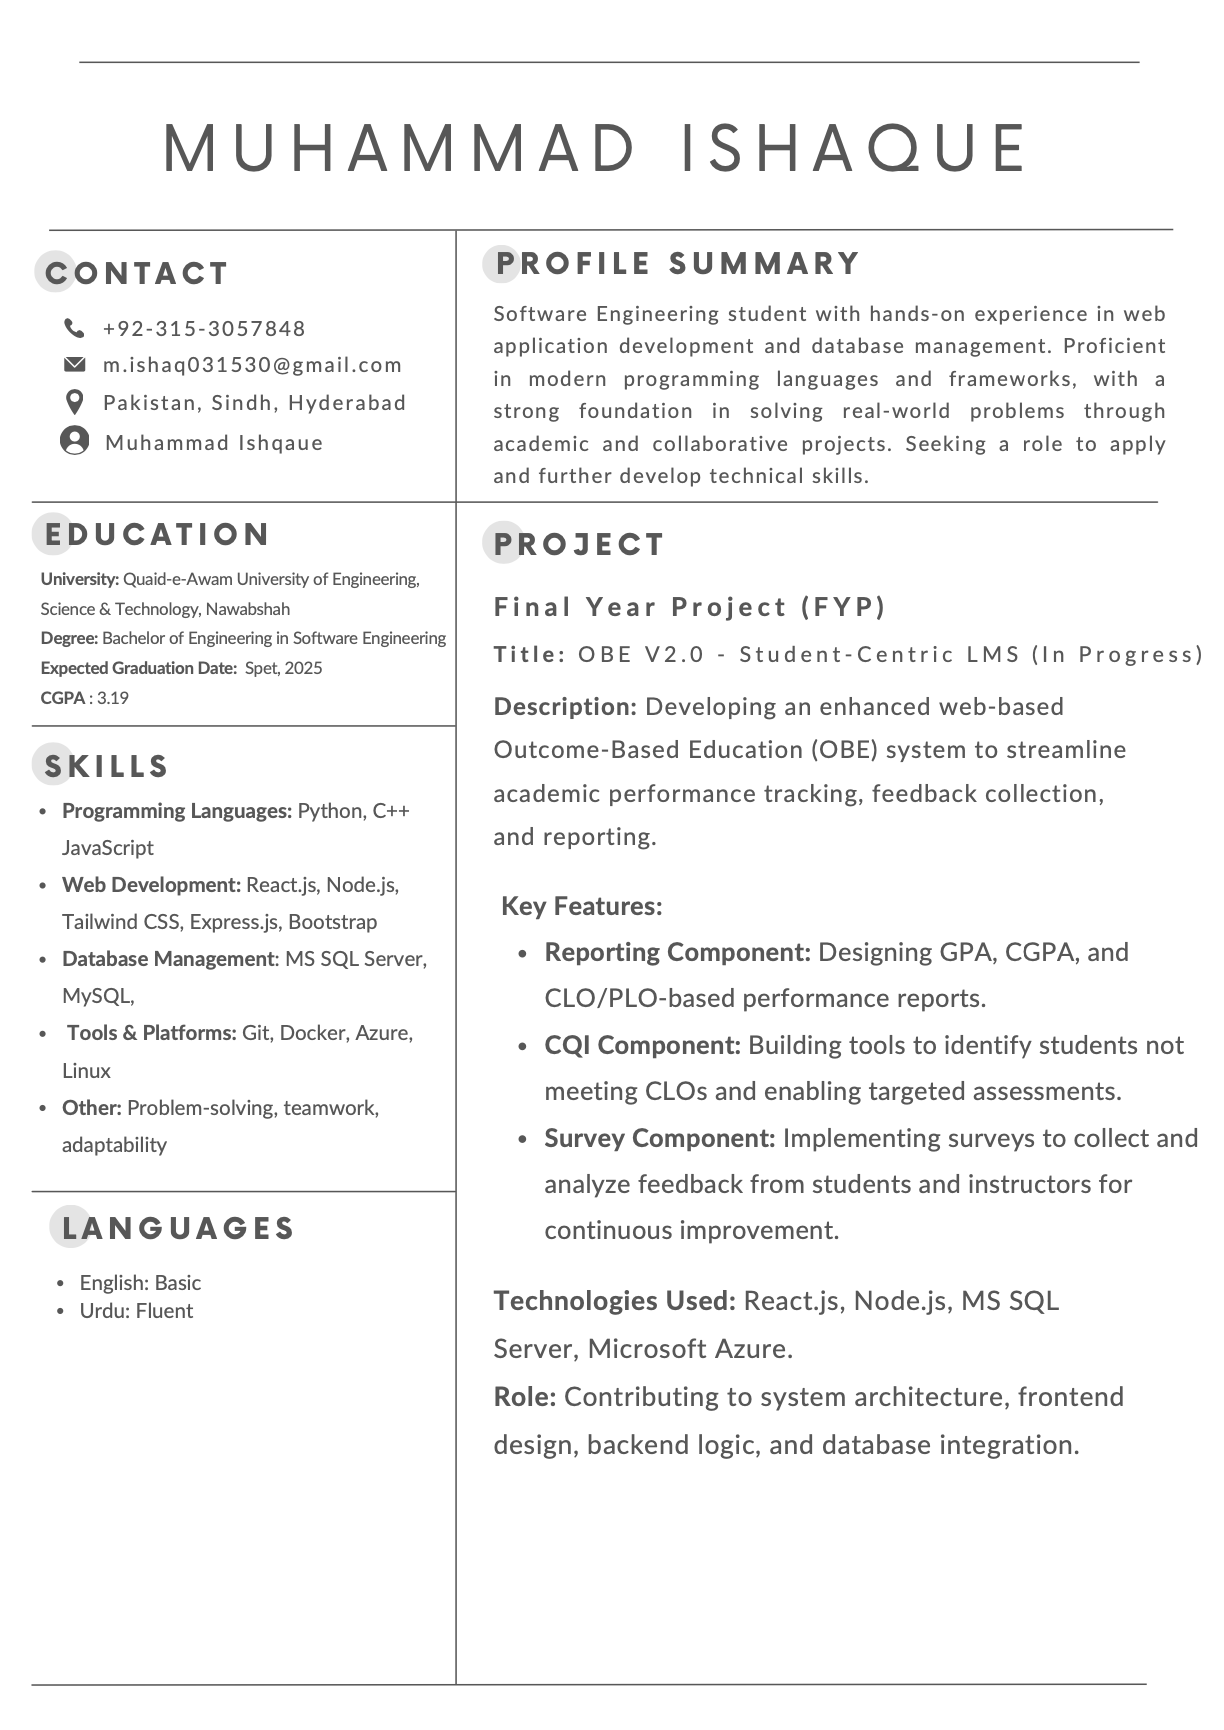 MUHAMMAD ISHAQUE
CONTACT
+92-315-3057848
m.ishaq031530@gmail.com
Pakistan, Sindh, Hyderabad
Muhammad Ishqaue
EDUCATION
University: Quaid-e-Awam University of Engineering,
Science & Technology, Nawabshah
Degree: Bachelor of Engineering in Software Engineering
Expected Graduation Date: Spet, 2025
CGPA : 3.19
SKILLS
• Programming Languages: Python, C++
JavaScript
• Web Development: React.js, Node.js,
Tailwind CSS, Express.js, Bootstrap
• Database Management: MS SQL Server,
MySQL,
• Tools & Platforms: Git, Docker, Azure,
Linux
• Other: Problem-solving, teamwork,
adaptability
LANGUAGES
• English: Basic
• Urdu: Fluent
PROFILE SUMMARY
Software Engineering student with hands-on experience in web
application development and database management. Proficient
in modern programming languages and frameworks, with a
strong foundation in solving real-world problems through
academic and collaborative projects. Seeking a role to apply
and further develop technical skills.
PROJECT
Final Year Project (FYP)
Title: OBE V2.0 - Student-Centric LMS (In Progress)
Description: Developing an enhanced web-based
Outcome-Based Education (OBE) system to streamline
academic performance tracking, feedback collection,
and reporting.
Key Features:
• Reporting Component: Designing GPA, CGPA, and
CLO/PLO-based performance reports.
• CQI Component: Building tools to identify students not
meeting CLOs and enabling targeted assessments.
• Survey Component: Implementing surveys to collect and
analyze feedback from students and instructors for
continuous improvement.
Technologies Used: React.js, Node.js, MS SQL
Server, Microsoft Azure.
Role: Contributing to system architecture, frontend
design, backend logic, and database integration.